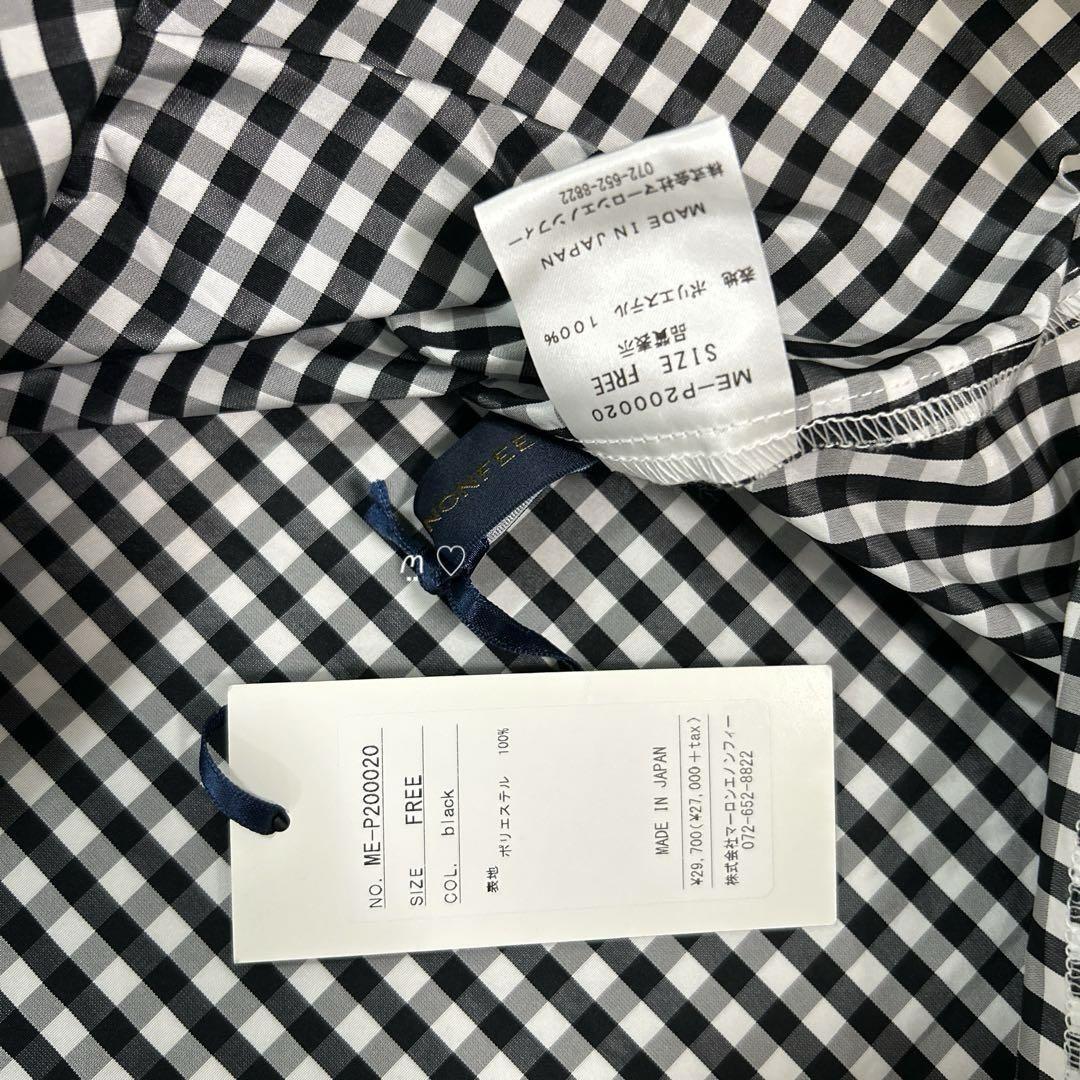 ME-P200020
SIZE FREE
品質表示
表地 ポリエステル 100%
MADE IN JAPAN
株式会社マーロンエノンフィー
072-652-8822
NONFEE
NO. ME-P200020
SIZE FREE
COL. black
表地 ポリエステル 100%
MADE IN JAPAN
¥29,700(¥27,000+tax)
株式会社マーロンエノンフィー
072-652-8822